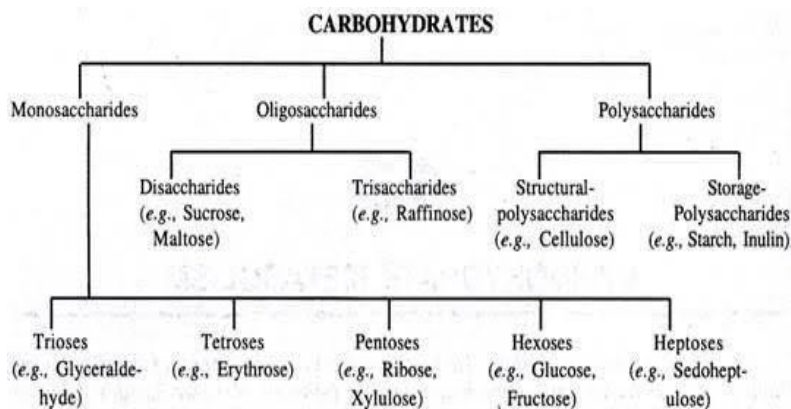 CARBOHYDRATES
Monosaccharides
Oligosaccharides
Polysaccharides
Disaccharides
(e.g., Sucrose,
Maltose)
Trisaccharides
(e.g., Raffinose)
Structural-
polysaccharides
(e.g., Cellulose)
Storage-
Polysaccharides
(e.g., Starch, Inulin)
Trioses
(e.g., Glyceralde-
hyde)
Tetroses
(e.g., Erythrose)
Pentoses
(e.g., Ribose,
Xylulose)
Hexoses
(e.g., Glucose,
Fructose)
Heptoses
(e.g., Sedohept-
ulose)